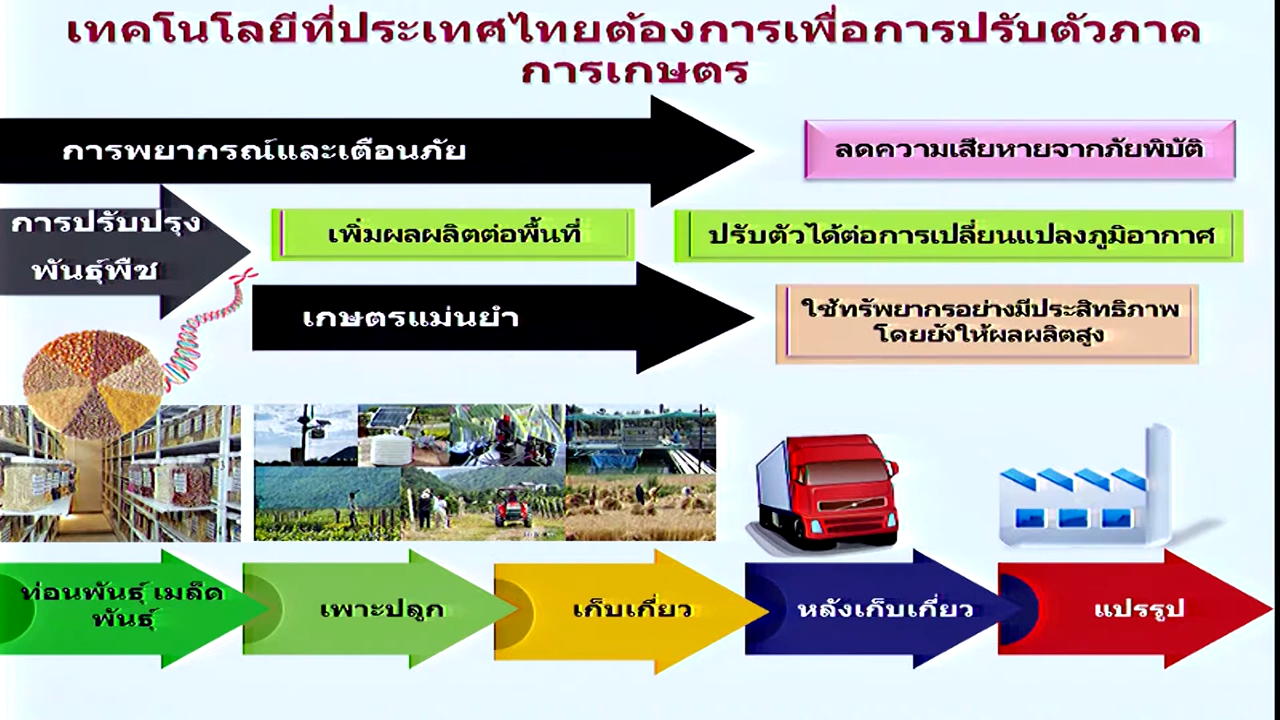 เทคโนโลยีที่ประเทศไทยต้องการเพื่อการปรับตัวภาค
การเกษตร
การพยากรณ์และเตือนภัย
ลดความเสียหายจากภัยพิบัติ
การปรับปรุง
พันธุ์พืช
เพิ่มผลผลิตต่อพื้นที่
ปรับตัวได้ต่อการเปลี่ยนแปลงภูมิอากาศ
เกษตรแม่นยำ
ใช้ทรัพยากรอย่างมีประสิทธิภาพ
โดยยังให้ผลผลิตสูง
ท่อนพันธุ์ เมล็ด
พันธุ์
เพาะปลูก
เก็บเกี่ยว
หลังเก็บเกี่ยว
แปรรูป